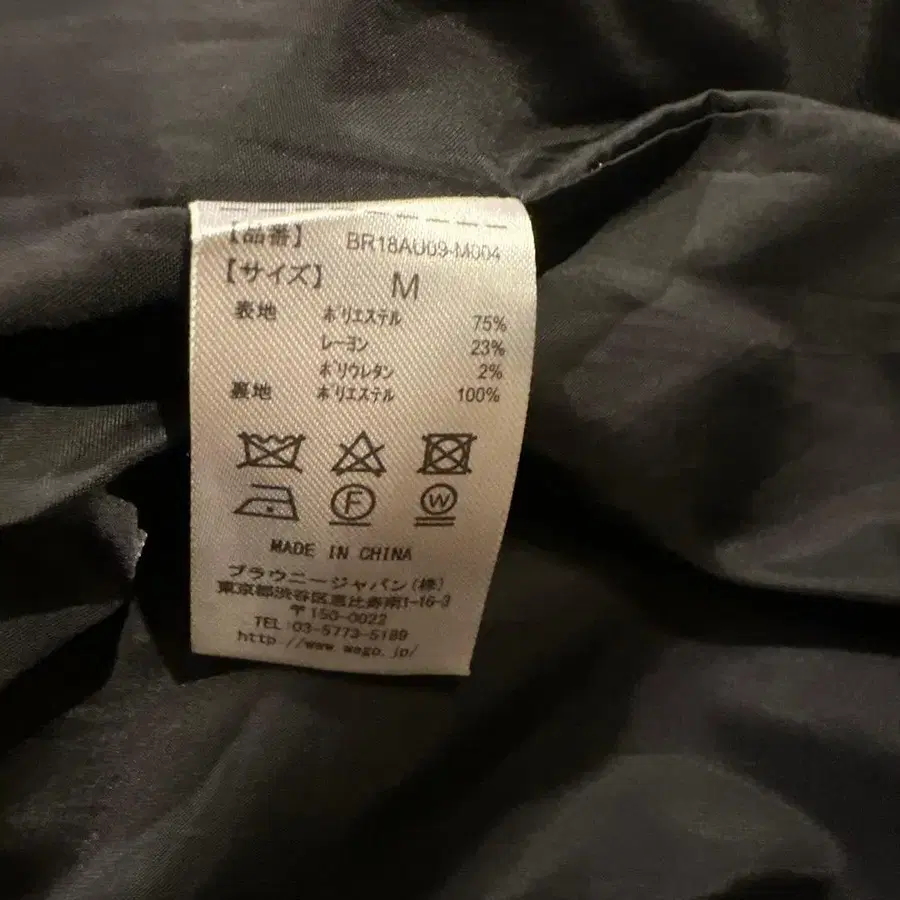 【品番】 BR18AU09-M004
【サイズ】 M
表地 ポリエステル 75%
レーヨン 23%
ポリウレタン 2%
裏地 ポリエステル 100%
F W
MADE IN CHINA
ブラウニージャパン(株)
東京都渋谷区恵比寿南1-16-3
〒150-0022
TEL:03-5773-5189
http://www.wego.jp/